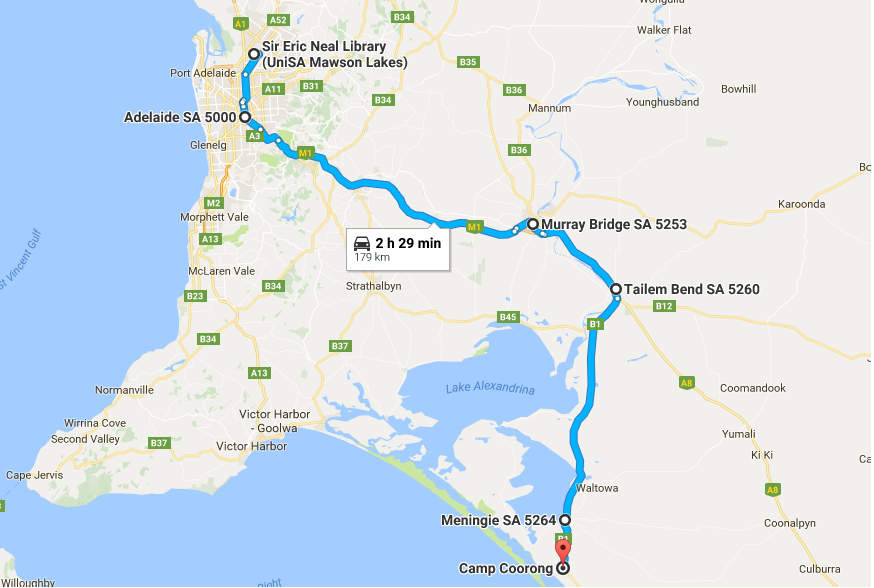 Wongulla
A1
A52
B34
Walker Flat
Sir Eric Neal Library
(UniSA Mawson Lakes)
B35
Port Adelaide
A11
B31
B36
Bowhill
B34
Younghusband
Mannum
Adelaide SA 5000
A3
Glenelg
B36
M1
M2
Karoonda
Morphett Vale
M1
Murray Bridge SA 5253
A13
2 h 29 min
179 km
St Vincent Gulf
McLaren Vale
B34
Strathalbyn
Tailem Bend SA 5260
B23
B12
B45
B1
B34
B37
A13
Lake Alexandrina
A8
Coomandook
Normanville
Victor Harbor
- Goolwa
Wirrina Cove
Second Valley
B37
Victor Harbor
Yumali
Ki Ki
Cape Jervis
Waltowa
A8
Meningie SA 5264
Coonalpyn
B1
Camp Coorong
Culburra
Willoughby